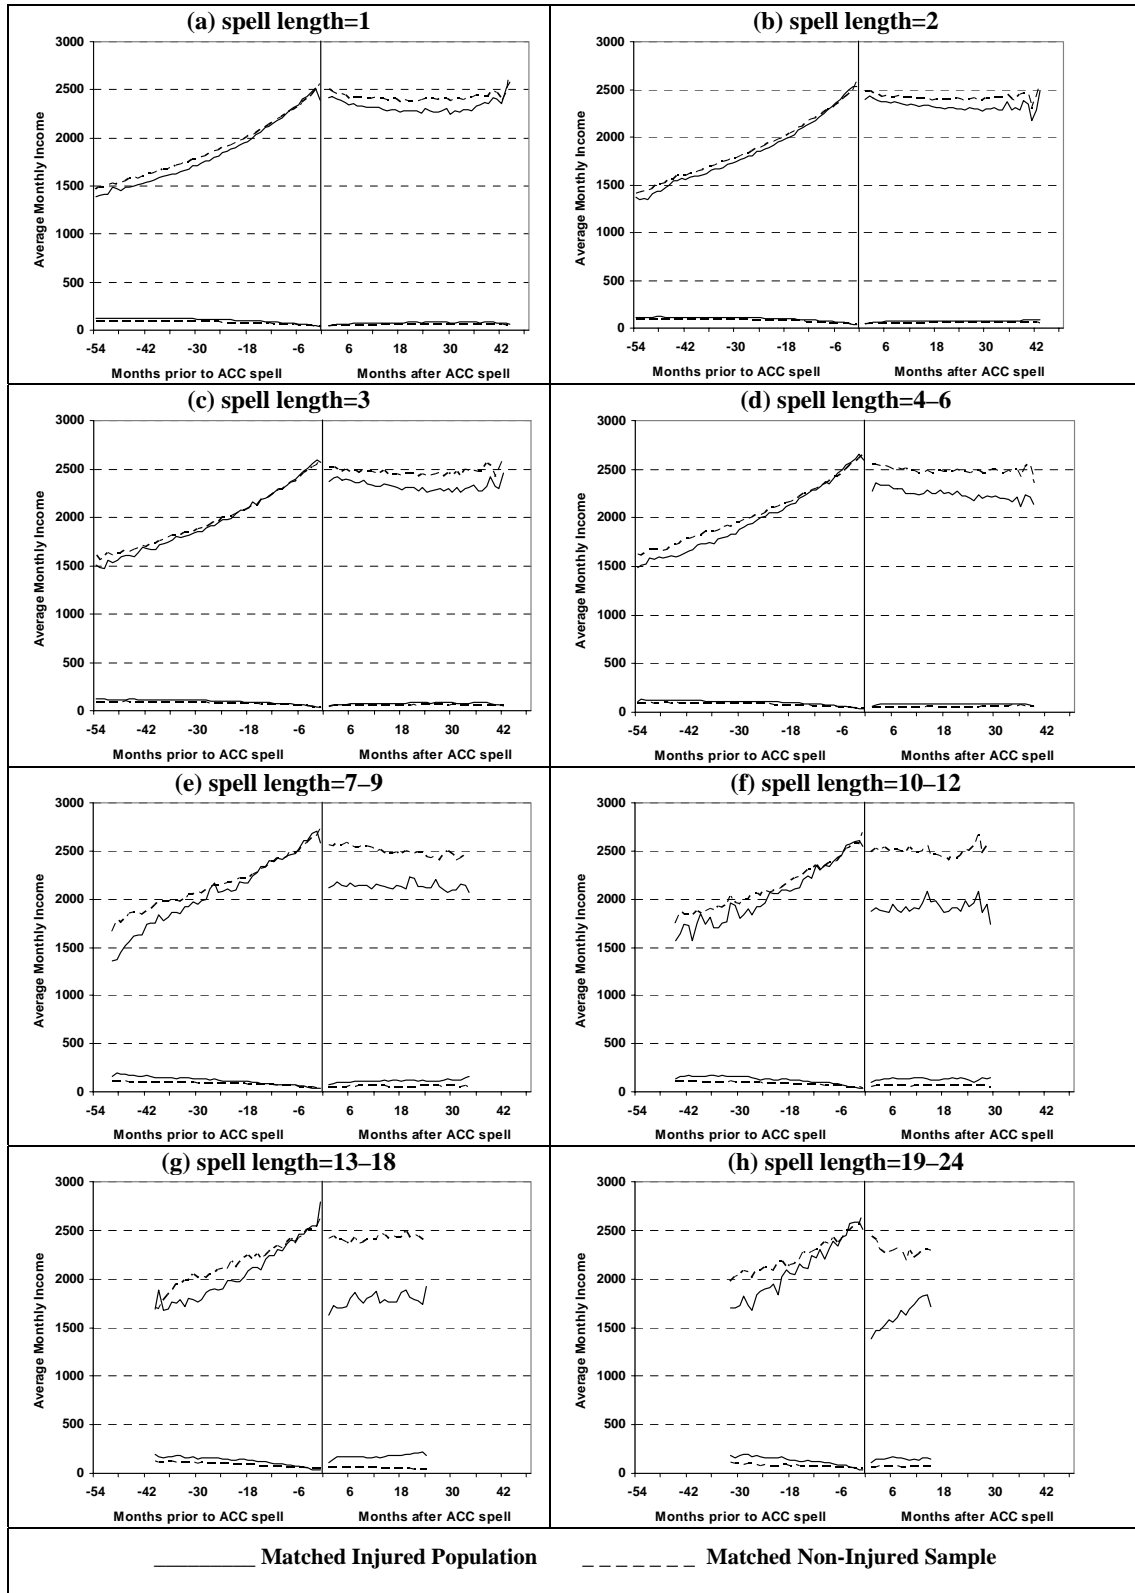 (a) spell length=1
(b) spell length=2
3000
2500
2000
1500
1000
500
0
Average Monthly Income
-54 -42 -30 -18 -6 6 18 30 42
Months prior to ACC spell Months after ACC spell
3000
2500
2000
1500
1000
500
0
Average Monthly Income
-54 -42 -30 -18 -6 6 18 30 42
Months prior to ACC spell Months after ACC spell
(c) spell length=3
(d) spell length=4–6
3000
2500
2000
1500
1000
500
0
Average Monthly Income
-54 -42 -30 -18 -6 6 18 30 42
Months prior to ACC spell Months after ACC spell
3000
2500
2000
1500
1000
500
0
Average Monthly Income
-54 -42 -30 -18 -6 6 18 30 42
Months prior to ACC spell Months after ACC spell
(e) spell length=7–9
(f) spell length=10–12
3000
2500
2000
1500
1000
500
0
Average Monthly Income
-54 -42 -30 -18 -6 6 18 30 42
Months prior to ACC spell Months after ACC spell
3000
2500
2000
1500
1000
500
0
Average Monthly Income
-54 -42 -30 -18 -6 6 18 30 42
Months prior to ACC spell Months after ACC spell
(g) spell length=13–18
(h) spell length=19–24
3000
2500
2000
1500
1000
500
0
Average Monthly Income
-54 -42 -30 -18 -6 6 18 30 42
Months prior to ACC spell Months after ACC spell
3000
2500
2000
1500
1000
500
0
Average Monthly Income
-54 -42 -30 -18 -6 6 18 30 42
Months prior to ACC spell Months after ACC spell
Matched Injured Population Matched Non-Injured Sample